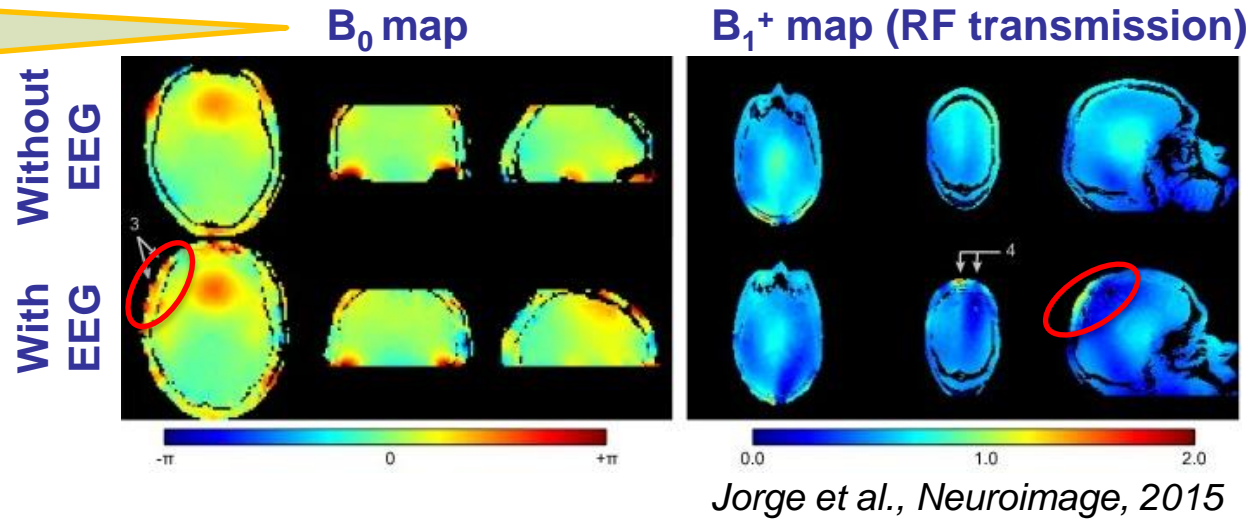 B0 map
B1+ map (RF transmission)
Without
EEG
3
With
EEG
4
-π 0 +π
0.0 1.0 2.0
Jorge et al., Neuroimage, 2015